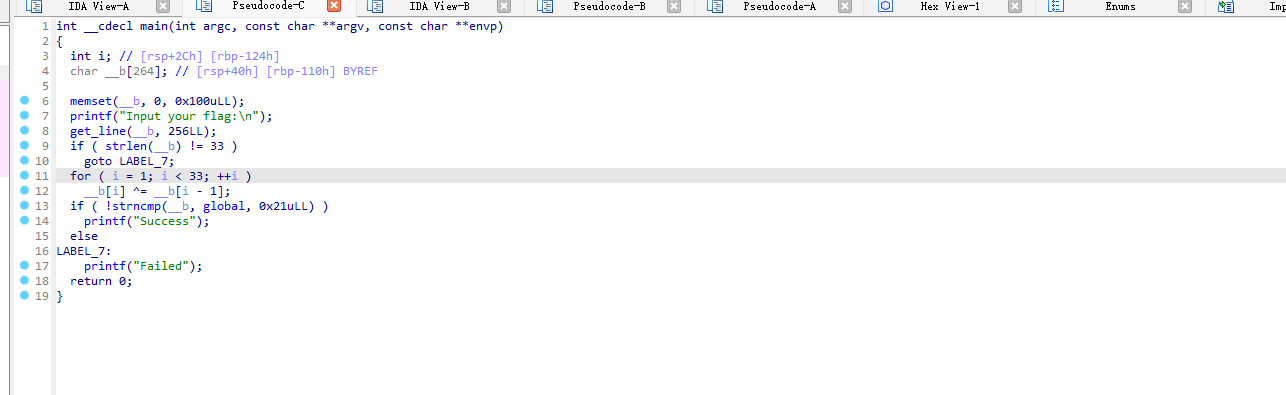 IDA View-A Pseudocode-C IDA View-B Pseudocode-B Pseudocode-A Hex View-1 Enums Imp
1 int __cdecl main(int argc, const char **argv, const char **envp)
2 {
3   int i; // [rsp+2Ch] [rbp-124h]
4   char __b[264]; // [rsp+40h] [rbp-110h] BYREF
5
6   memset(__b, 0, 0x100uLL);
7   printf("Input your flag:\n");
8   get_line(__b, 256LL);
9   if ( strlen(__b) != 33 )
10     goto LABEL_7;
11   for ( i = 1; i < 33; ++i )
12     __b[i] ^= __b[i - 1];
13   if ( !strncmp(__b, global, 0x21uLL) )
14     printf("Success");
15   else
16 LABEL_7:
17     printf("Failed");
18   return 0;
19 }